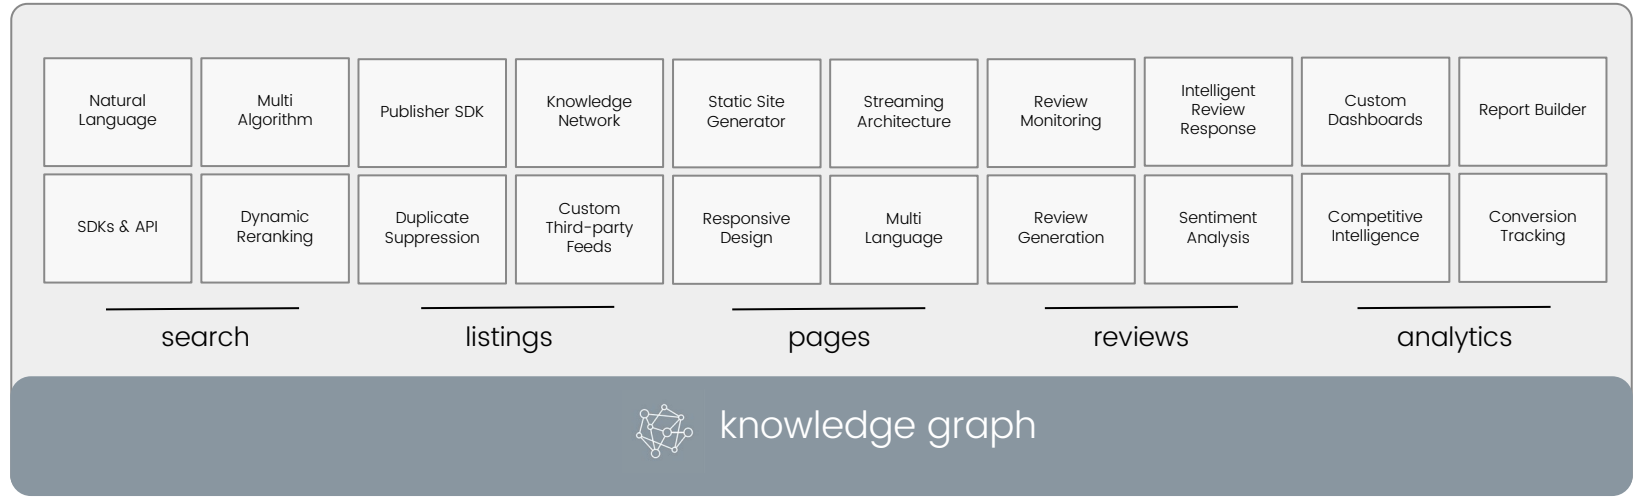 Natural
Language
Multi
Algorithm
Publisher SDK
Knowledge
Network
Static Site
Generator
Streaming
Architecture
Review
Monitoring
Intelligent
Review
Response
Custom
Dashboards
Report Builder
SDKs & API
Dynamic
Reranking
Duplicate
Suppression
Custom
Third-party
Feeds
Responsive
Design
Multi
Language
Review
Generation
Sentiment
Analysis
Competitive
Intelligence
Conversion
Tracking
search
listings
pages
reviews
analytics
knowledge graph